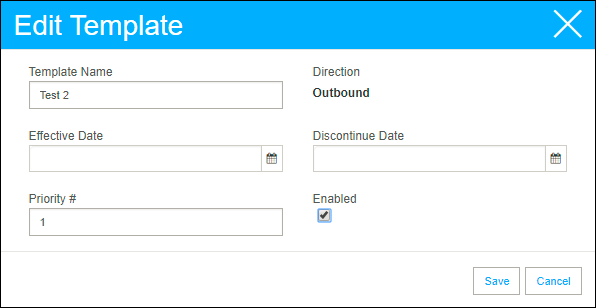 Edit Template
Template Name
Direction
Test 2
Outbound
Effective Date
Discontinue Date
Priority #
Enabled
1
Save
Cancel